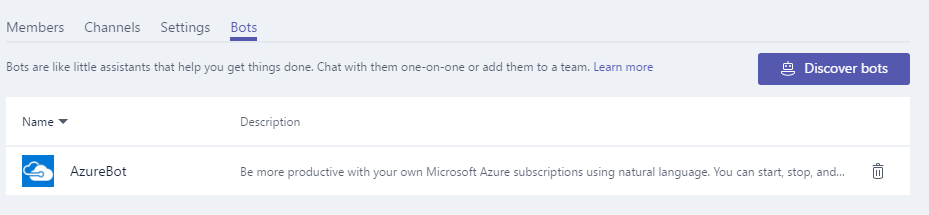 Members Channels Settings Bots
Bots are like little assistants that help you get things done. Chat with them one-on-one or add them to a team. Learn more
Discover bots
Name Description
AzureBot Be more productive with your own Microsoft Azure subscriptions using natural language. You can start, stop, and...